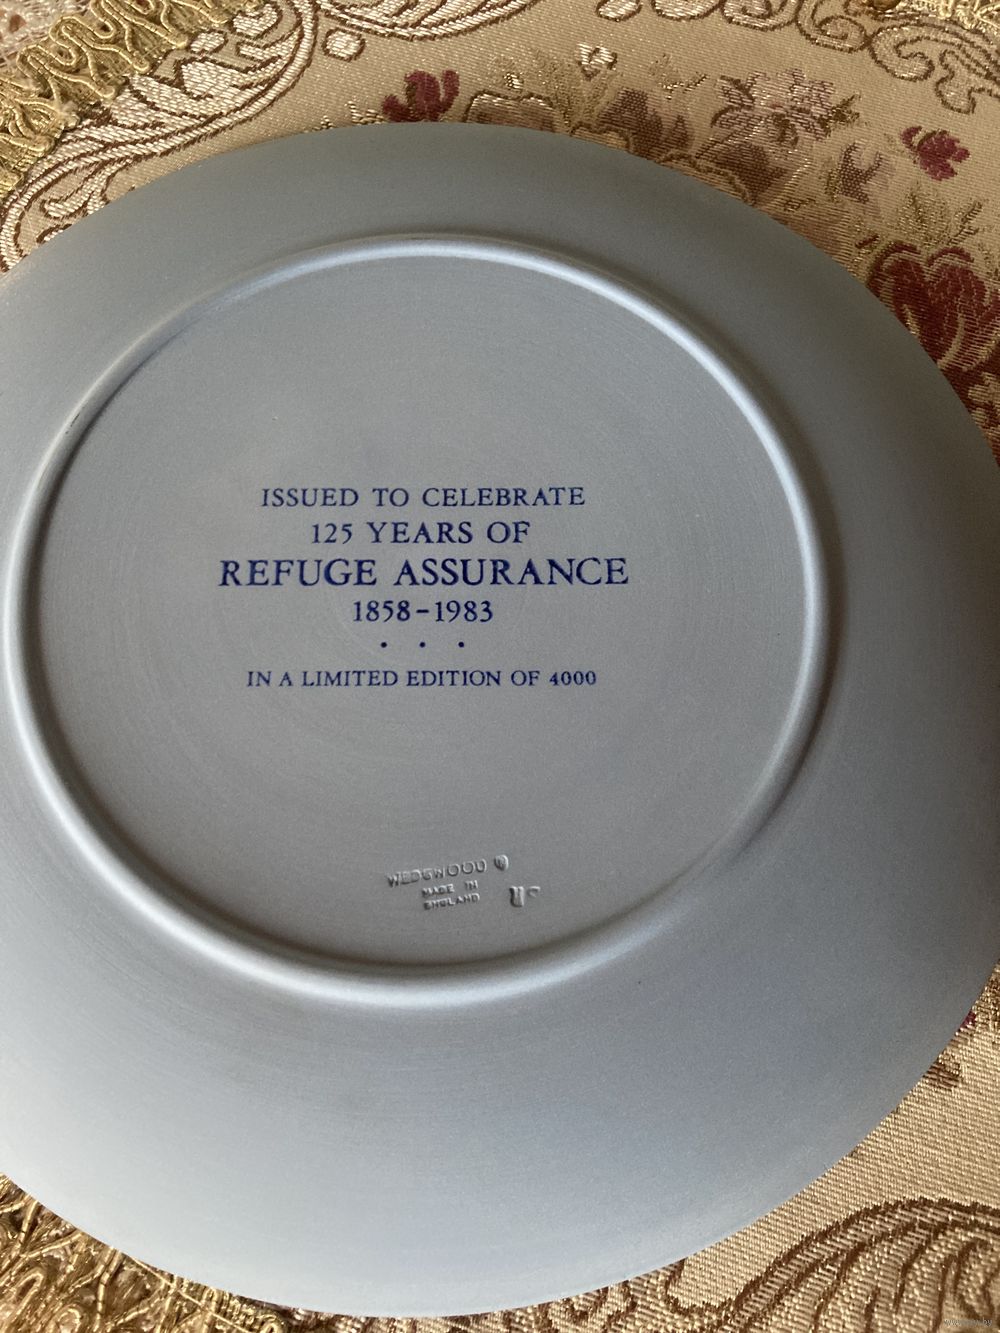 ISSUED TO CELEBRATE
125 YEARS OF
REFUGE ASSURANCE
1858-1983
. . .
IN A LIMITED EDITION OF 4000
WEDGWOOD
MADE IN
ENGLAND